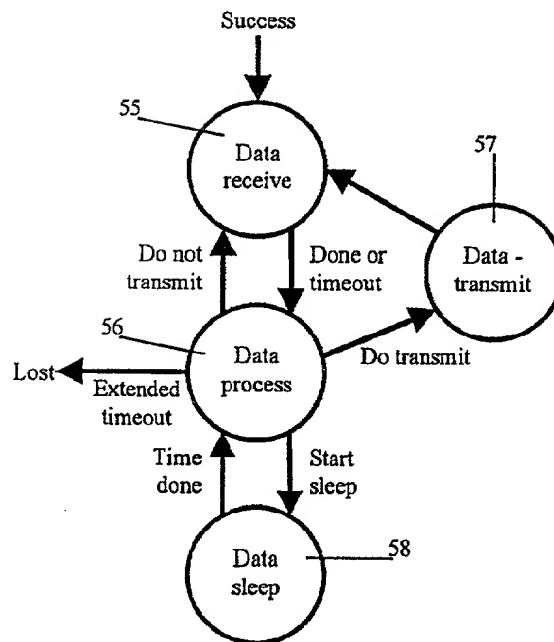 Success
55
Data
receive
57
Data -
transmit
Do not
transmit
Done or
timeout
56
Data
process
Do transmit
Lost
Extended
timeout
Time
done
Start
sleep
Data
sleep
58